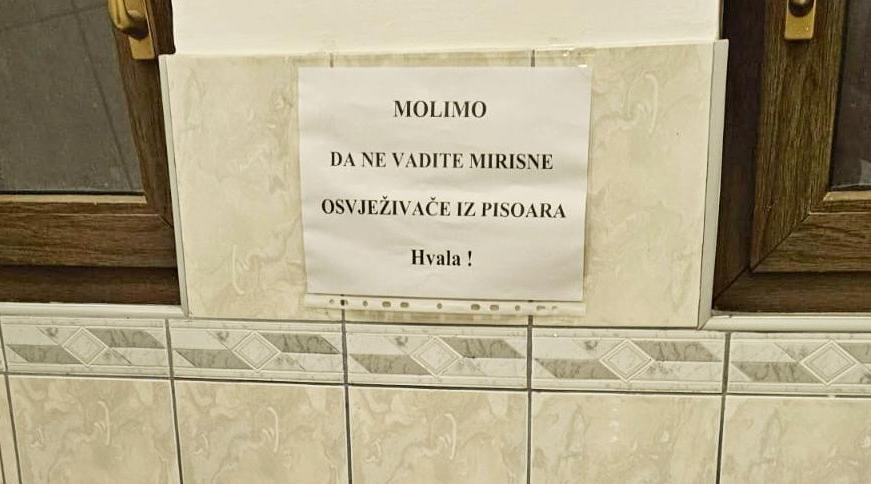 MOLIMO
DA NE VADITE MIRISNE
OSVJEŽIVAČE IZ PISOARA
Hvala !